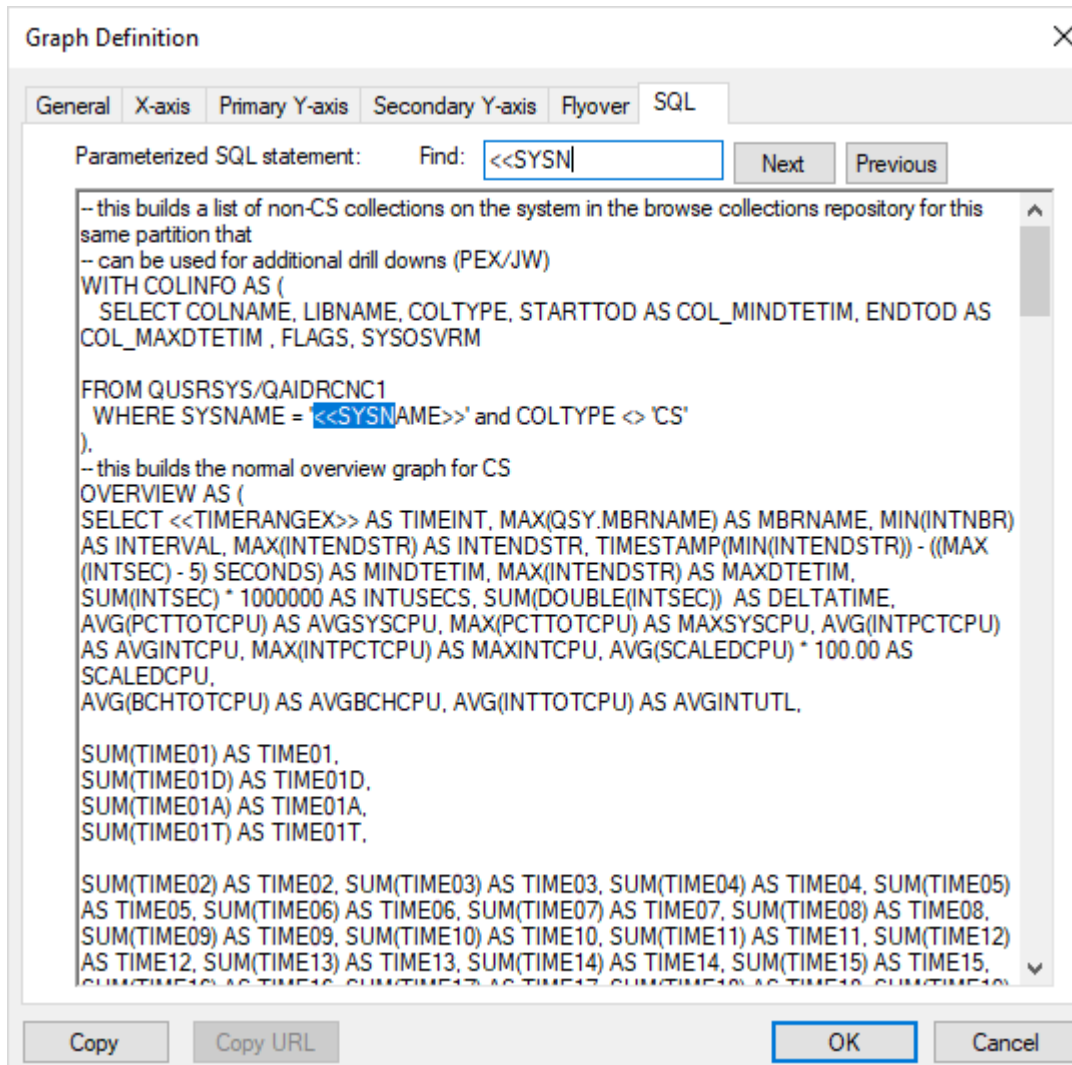 Graph Definition
General X-axis Primary Y-axis Secondary Y-axis Flyover SQL
Parameterized SQL statement: Find: <<SYSN Next Previous
-- this builds a list of non-CS collections on the system in the browse collections repository for this
same partition that
-- can be used for additional drill downs (PEX/JW)
WITH COLINFO AS (
SELECT COLNAME, LIBNAME, COLTYPE, STARTTOD AS COL_MINDTETIM, ENDTOD AS
COL_MAXDTETIM , FLAGS, SYSOSVRM
FROM QUSRSYS/QAIDRCNC1
WHERE SYSNAME = '<<SYSNAME>>' and COLTYPE <> 'CS'
),
-- this builds the normal overview graph for CS
OVERVIEW AS (
SELECT <<TIMERANGEX>> AS TIMEINT, MAX(QSY.MBRNAME) AS MBRNAME, MIN(INTNBR)
AS INTERVAL, MAX(INTENDSTR) AS INTENDSTR, TIMESTAMP(MIN(INTENDSTR)) - ((MAX
(INTSEC) - 5) SECONDS) AS MINDTETIM, MAX(INTENDSTR) AS MAXDTETIM,
SUM(INTSEC) * 1000000 AS INTUSECS, SUM(DOUBLE(INTSEC)) AS DELTATIME,
AVG(PCTTOTCPU) AS AVGSYSCPU, MAX(PCTTOTCPU) AS MAXSYSCPU, AVG(INTPCTCPU)
AS AVGINTCPU, MAX(INTPCTCPU) AS MAXINTCPU, AVG(SCALEDCPU) * 100.00 AS
SCALEDCPU,
AVG(BCHTOTCPU) AS AVGBCHCPU, AVG(INTTOTCPU) AS AVGINTUTL,
SUM(TIME01) AS TIME01,
SUM(TIME01D) AS TIME01D,
SUM(TIME01A) AS TIME01A,
SUM(TIME01T) AS TIME01T,
SUM(TIME02) AS TIME02, SUM(TIME03) AS TIME03, SUM(TIME04) AS TIME04, SUM(TIME05)
AS TIME05, SUM(TIME06) AS TIME06, SUM(TIME07) AS TIME07, SUM(TIME08) AS TIME08,
SUM(TIME09) AS TIME09, SUM(TIME10) AS TIME10, SUM(TIME11) AS TIME11, SUM(TIME12)
AS TIME12, SUM(TIME13) AS TIME13, SUM(TIME14) AS TIME14, SUM(TIME15) AS TIME15,
Copy Copy URL OK Cancel